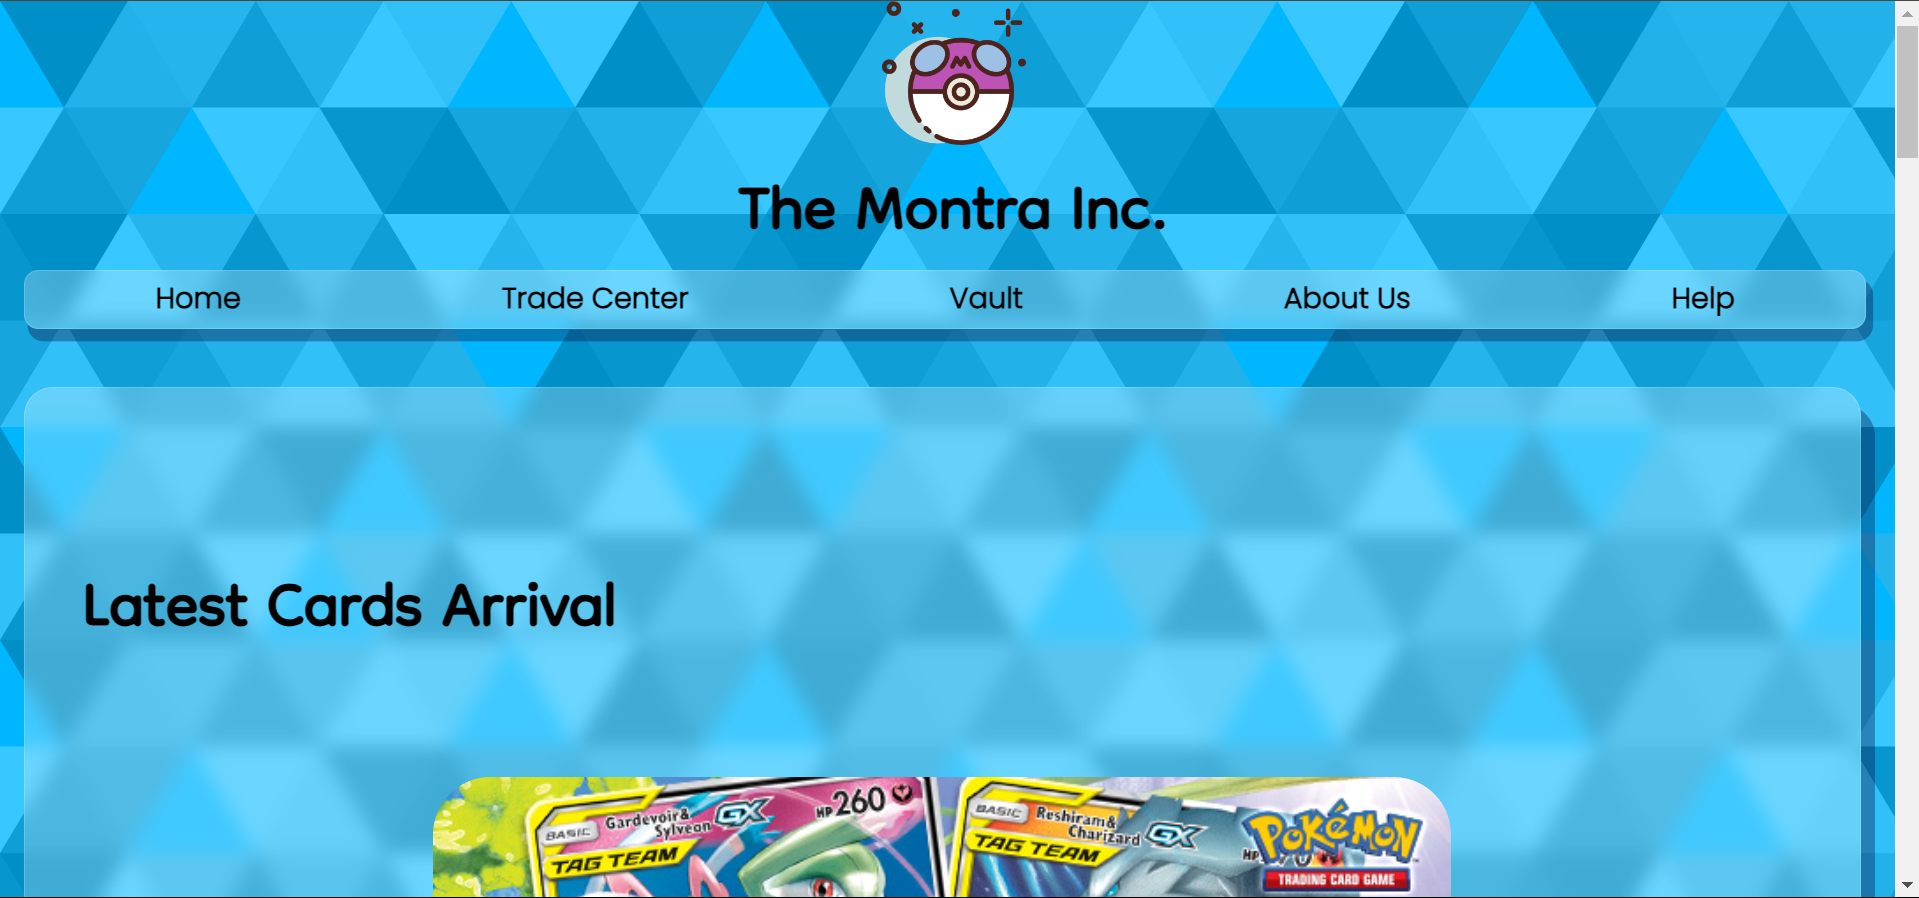 M
The Montra Inc.
Home Trade Center Vault About Us Help
Latest Cards Arrival
BASIC Gardevoir& Sylveon GX HP 260
TAG TEAM
BASIC Reshiram& Charizard GX HP
TAG TEAM
POKéMON
TRADING CARD GAME